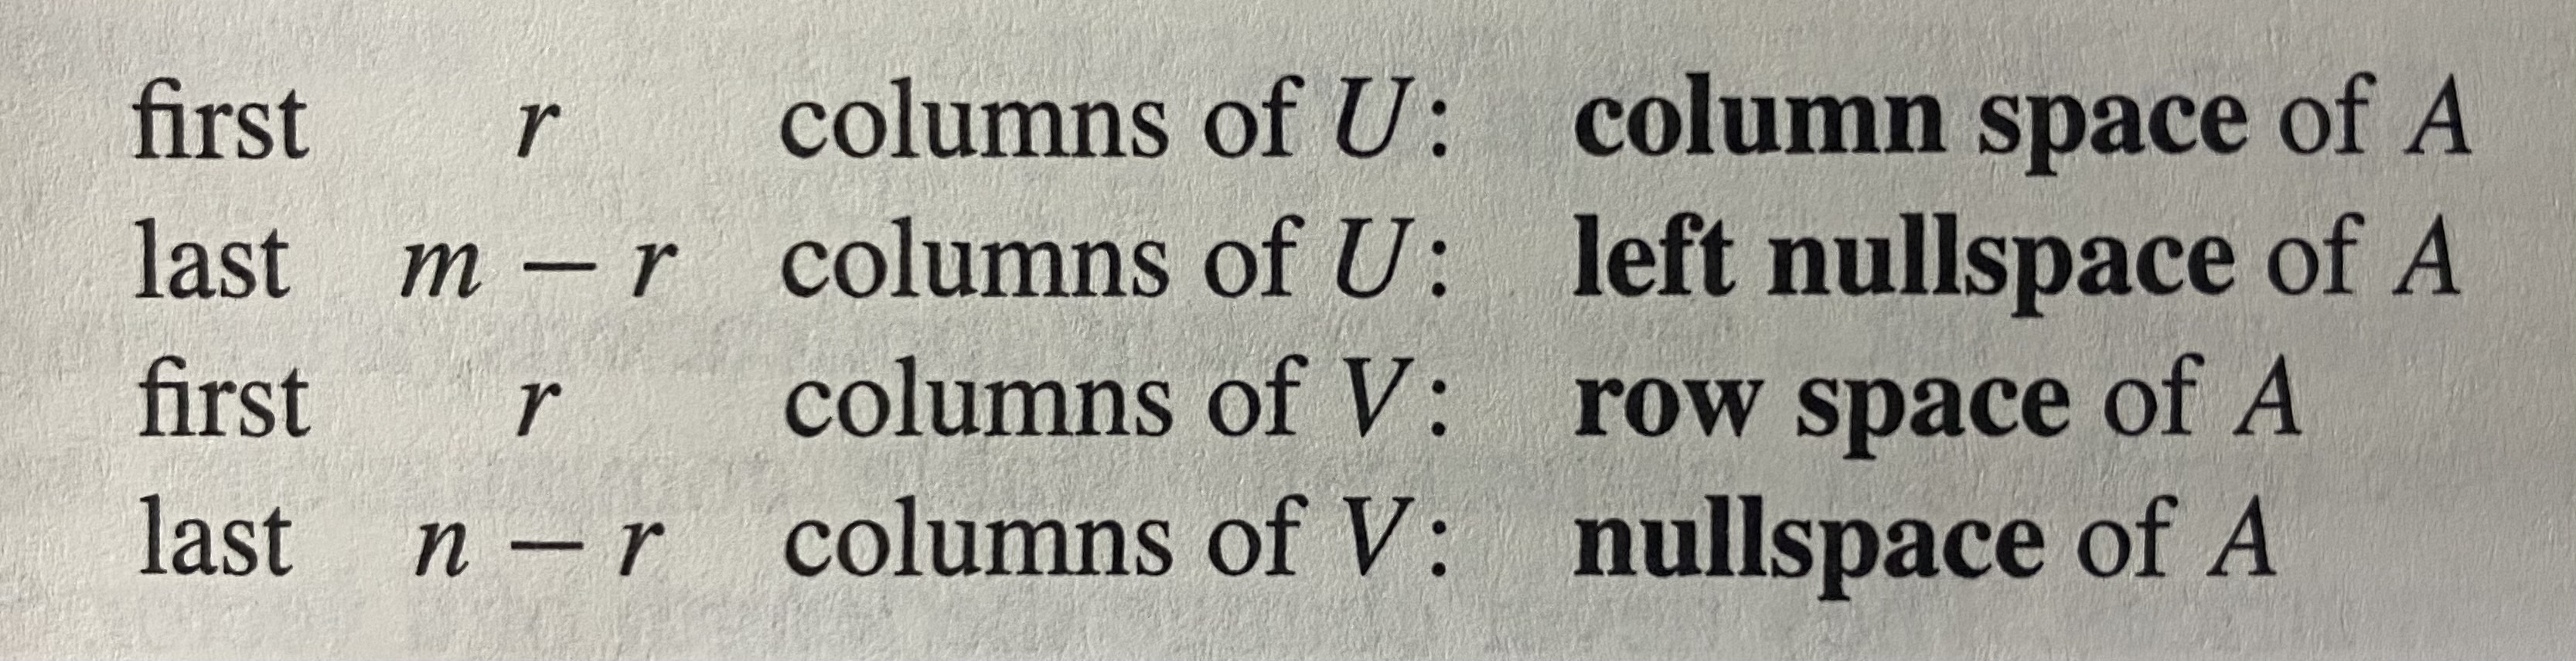 first r columns of U: column space of A
last m − r columns of U: left nullspace of A
first r columns of V: row space of A
last n − r columns of V: nullspace of A